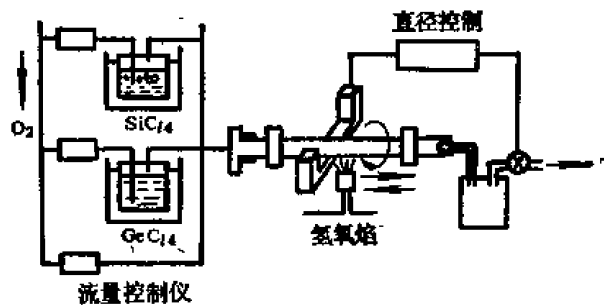 直径控制
O₂
SiCl4
GeCl4
氢氧焰
流量控制仪